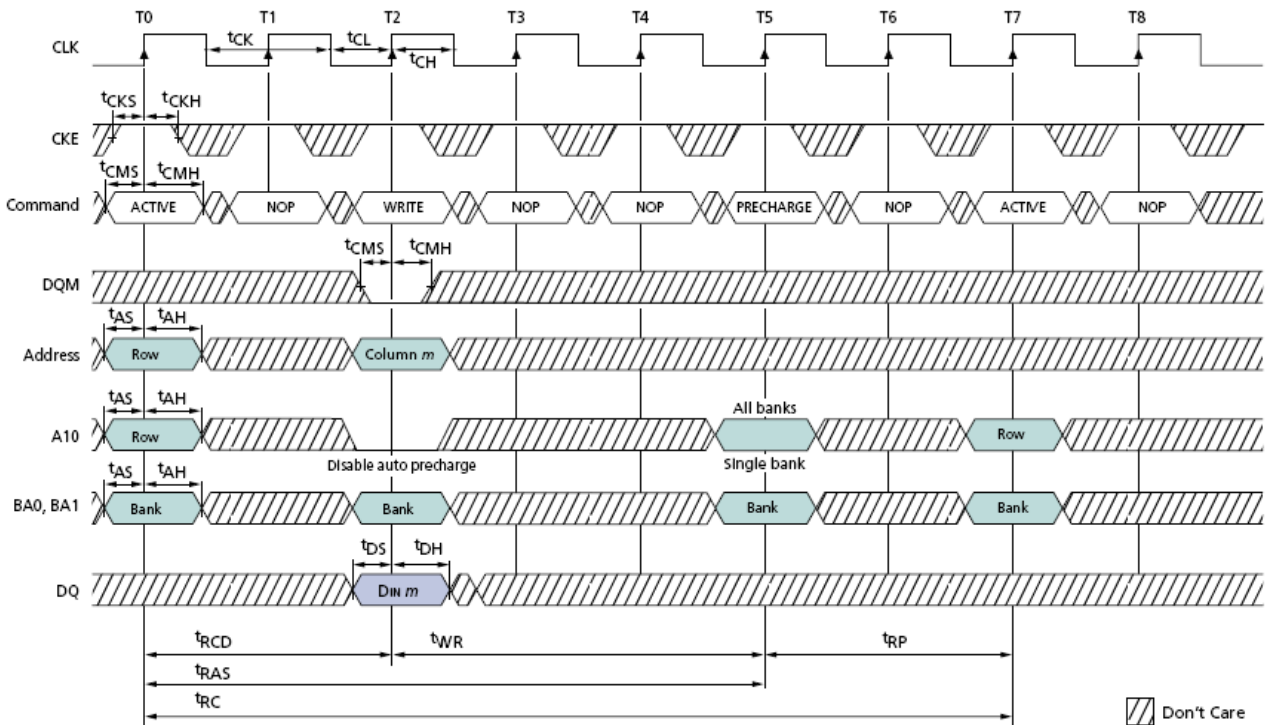 T0 T1 T2 T3 T4 T5 T6 T7 T8
CLK tCK tCL
tCH
tCKS tCKH
CKE
tCMS tCMH
Command ACTIVE NOP WRITE NOP NOP PRECHARGE NOP ACTIVE NOP
tCMS tCMH
DQM
tAS tAH
Address Row Column m
tAS tAH All banks
A10 Row Row
Disable auto precharge Single bank
tAS tAH
BA0, BA1 Bank Bank Bank Bank
tDS tDH
DQ DIN m
tRCD tWR tRP
tRAS
tRC
Don't Care